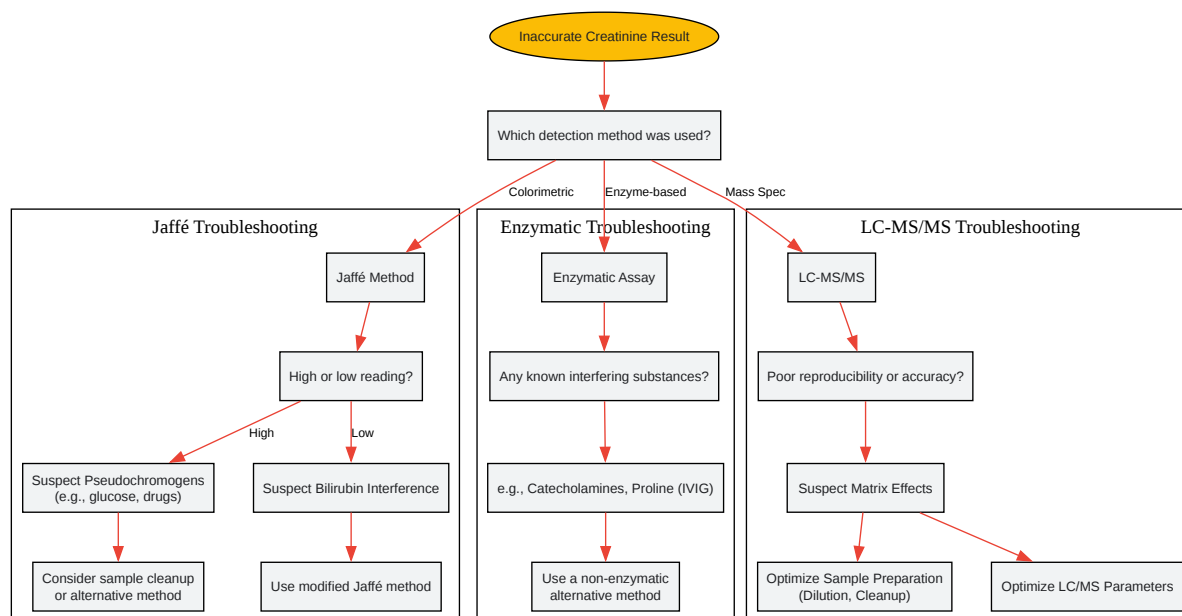 Inaccurate Creatinine Result
Which detection method was used?
Colorimetric
Enzyme-based
Mass Spec
Jaffé Troubleshooting
Enzymatic Troubleshooting
LC-MS/MS Troubleshooting
Jaffé Method
Enzymatic Assay
LC-MS/MS
High or low reading?
Any known interfering substances?
Poor reproducibility or accuracy?
High
Low
Suspect Pseudochromogens
(e.g., glucose, drugs)
Suspect Bilirubin Interference
e.g., Catecholamines, Proline (IVIG)
Suspect Matrix Effects
Consider sample cleanup
or alternative method
Use modified Jaffé method
Use a non-enzymatic
alternative method
Optimize Sample Preparation
(Dilution, Cleanup)
Optimize LC/MS Parameters